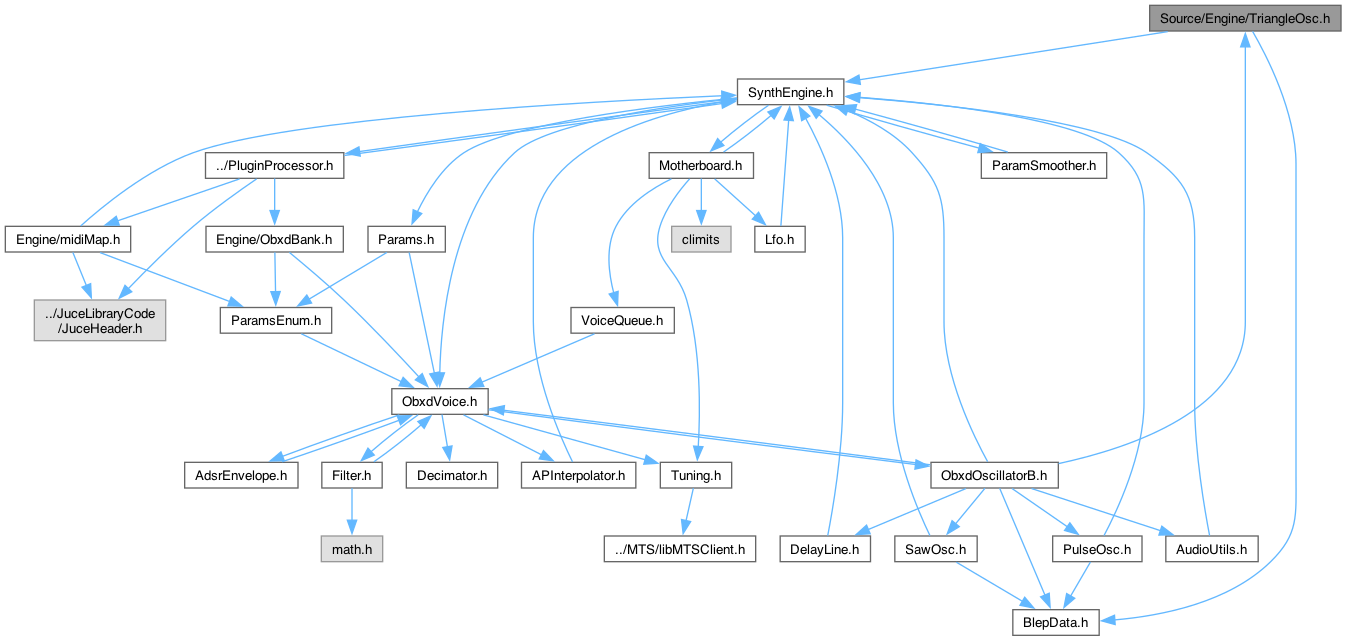 Source/Engine/TriangleOsc.h
SynthEngine.h
../PluginProcessor.h
Motherboard.h
ParamSmoother.h
Engine/midiMap.h
Engine/ObxdBank.h
Params.h
climits
Lfo.h
../JuceLibraryCode
/JuceHeader.h
ParamsEnum.h
VoiceQueue.h
ObxdVoice.h
AdsrEnvelope.h
Filter.h
Decimator.h
APInterpolator.h
Tuning.h
ObxdOscillatorB.h
math.h
../MTS/libMTSClient.h
DelayLine.h
SawOsc.h
PulseOsc.h
AudioUtils.h
BlepData.h